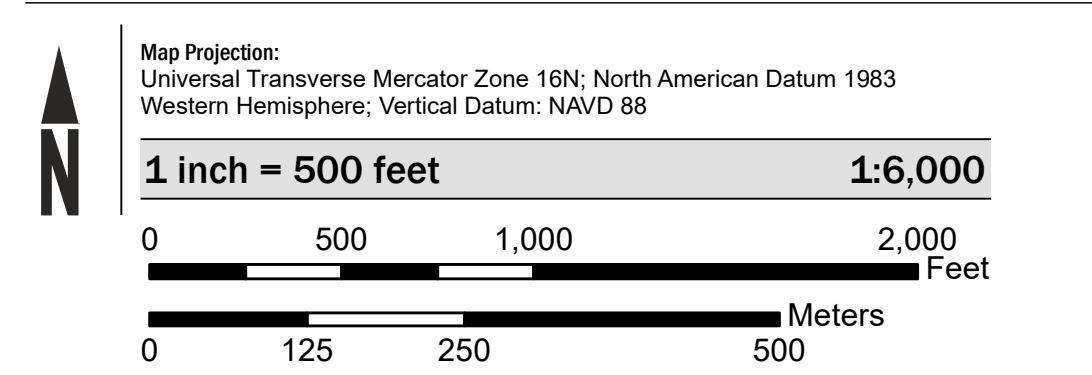 Map Projection:
Universal Transverse Mercator Zone 16N; North American Datum 1983
Western Hemisphere; Vertical Datum: NAVD 88
N
1 inch = 500 feet 1:6,000
0 500 1,000 2,000
Feet
Meters
0 125 250 500